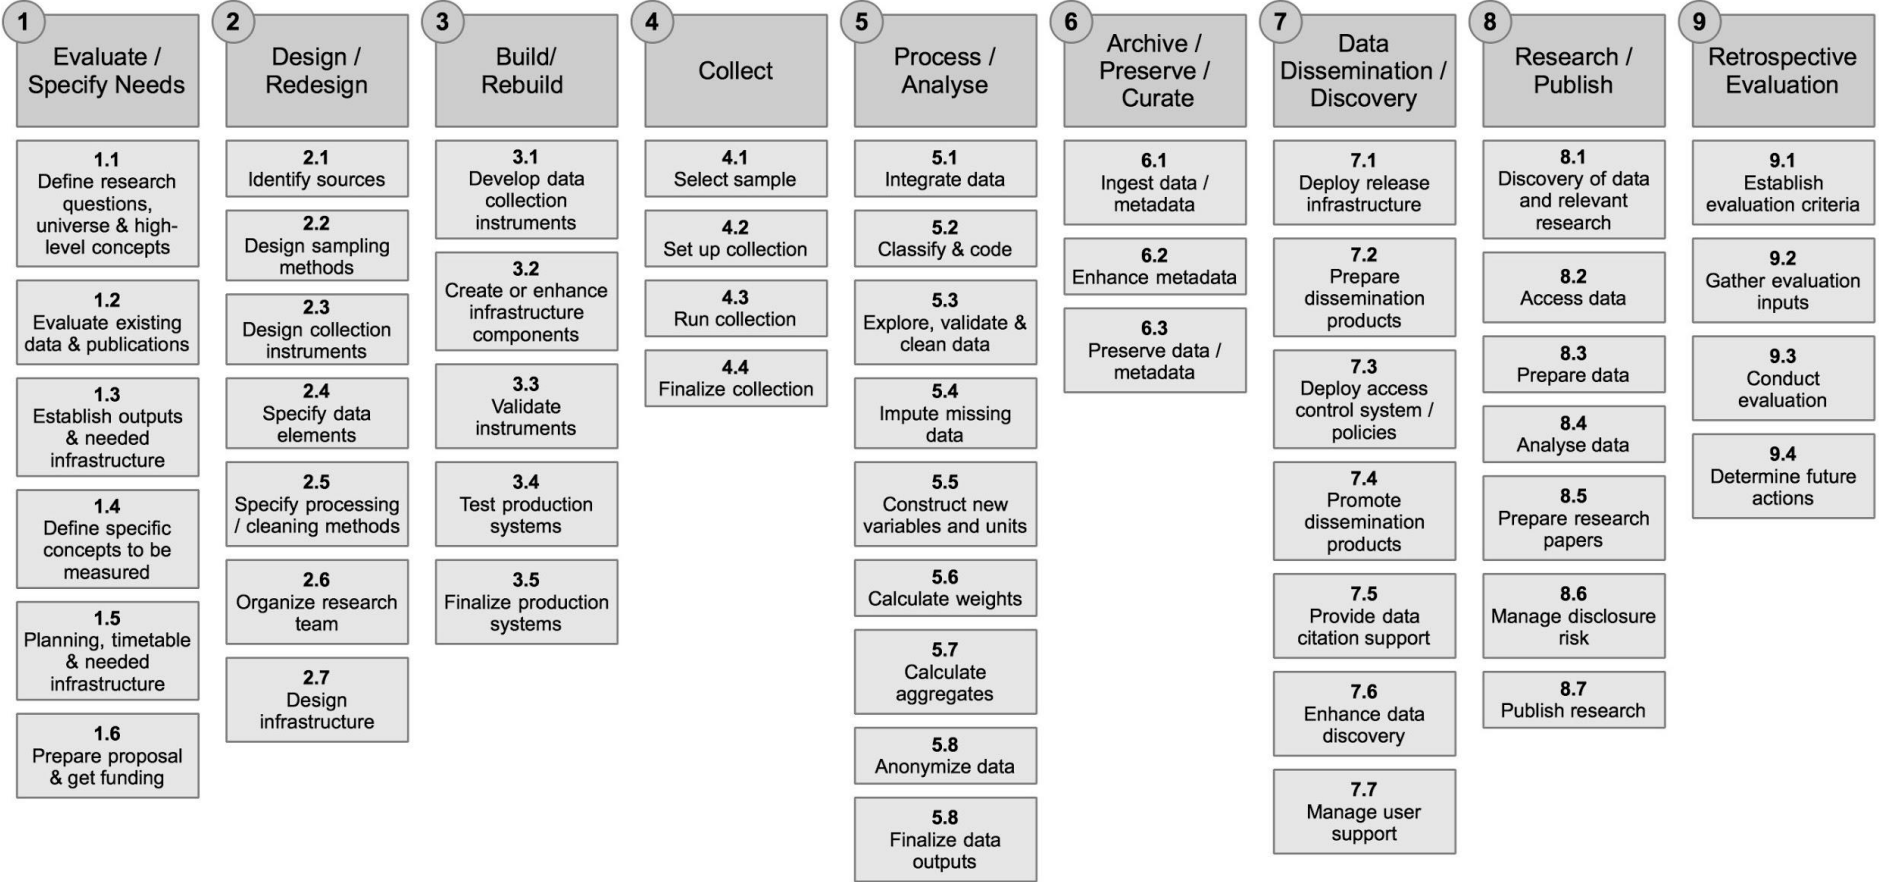 1
Evaluate /
Specify Needs
1.1
Define research
questions,
universe & high-
level concepts
1.2
Evaluate existing
data & publications
1.3
Establish outputs
& needed
infrastructure
1.4
Define specific
concepts to be
measured
1.5
Planning, timetable
& needed
infrastructure
1.6
Prepare proposal
& get funding
2
Design /
Redesign
2.1
Identify sources
2.2
Design sampling
methods
2.3
Design collection
instruments
2.4
Specify data
elements
2.5
Specify processing
/ cleaning methods
2.6
Organize research
team
2.7
Design
infrastructure
3
Build/
Rebuild
3.1
Develop data
collection
instruments
3.2
Create or enhance
infrastructure
components
3.3
Validate
instruments
3.4
Test production
systems
3.5
Finalize production
systems
4
Collect
4.1
Select sample
4.2
Set up collection
4.3
Run collection
4.4
Finalize collection
5
Process /
Analyse
5.1
Integrate data
5.2
Classify & code
5.3
Explore, validate &
clean data
5.4
Impute missing
data
5.5
Construct new
variables and units
5.6
Calculate weights
5.7
Calculate
aggregates
5.8
Anonymize data
5.8
Finalize data
outputs
6
Archive /
Preserve /
Curate
6.1
Ingest data /
metadata
6.2
Enhance metadata
6.3
Preserve data /
metadata
7
Data
Dissemination /
Discovery
7.1
Deploy release
infrastructure
7.2
Prepare
dissemination
products
7.3
Deploy access
control system /
policies
7.4
Promote
dissemination
products
7.5
Provide data
citation support
7.6
Enhance data
discovery
7.7
Manage user
support
8
Research /
Publish
8.1
Discovery of data
and relevant
research
8.2
Access data
8.3
Prepare data
8.4
Analyse data
8.5
Prepare research
papers
8.6
Manage disclosure
risk
8.7
Publish research
9
Retrospective
Evaluation
9.1
Establish
evaluation criteria
9.2
Gather evaluation
inputs
9.3
Conduct
evaluation
9.4
Determine future
actions